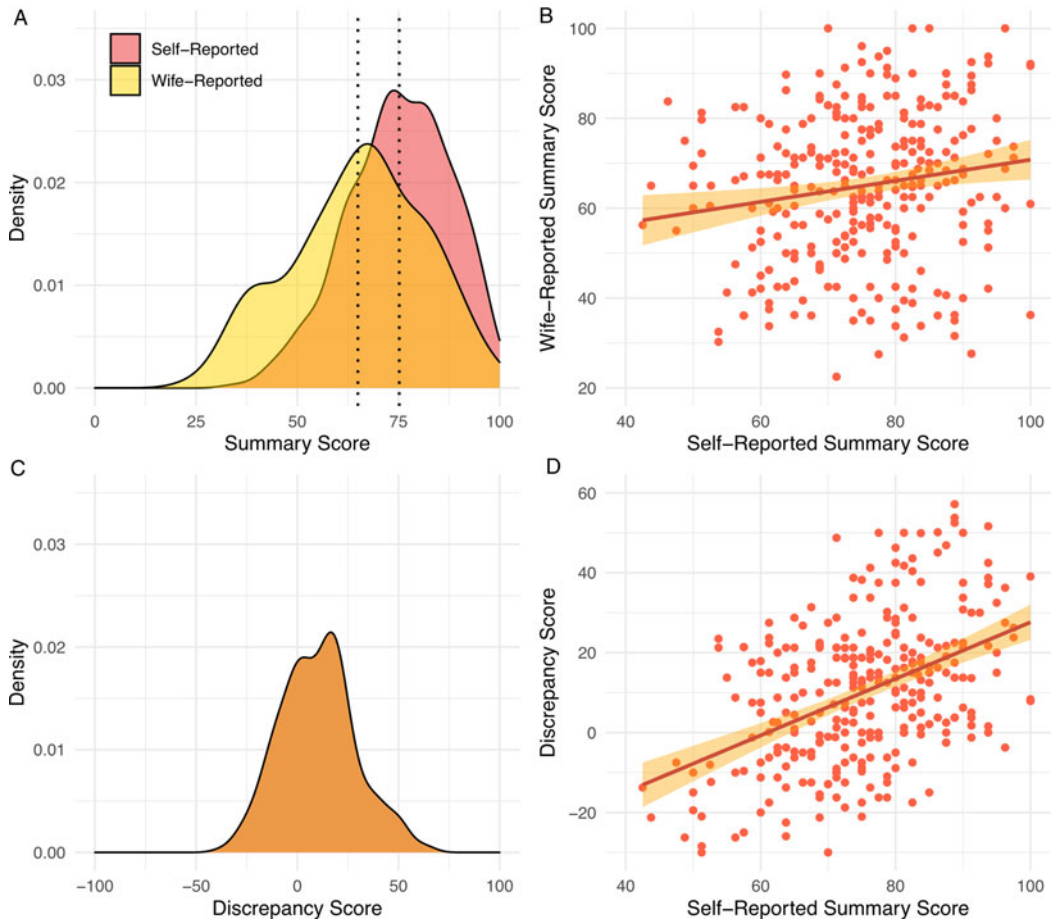 A
Self-Reported
Wife-Reported
0.03
0.02
0.01
0.00
Density
0
25
50
75
100
Summary Score
B
100
80
60
40
20
Wife-Reported Summary Score
40
60
80
100
Self-Reported Summary Score
C
0.03
0.02
0.01
0.00
Density
−100
−50
0
50
100
Discrepancy Score
D
60
40
20
0
−20
Discrepancy Score
40
60
80
100
Self-Reported Summary Score